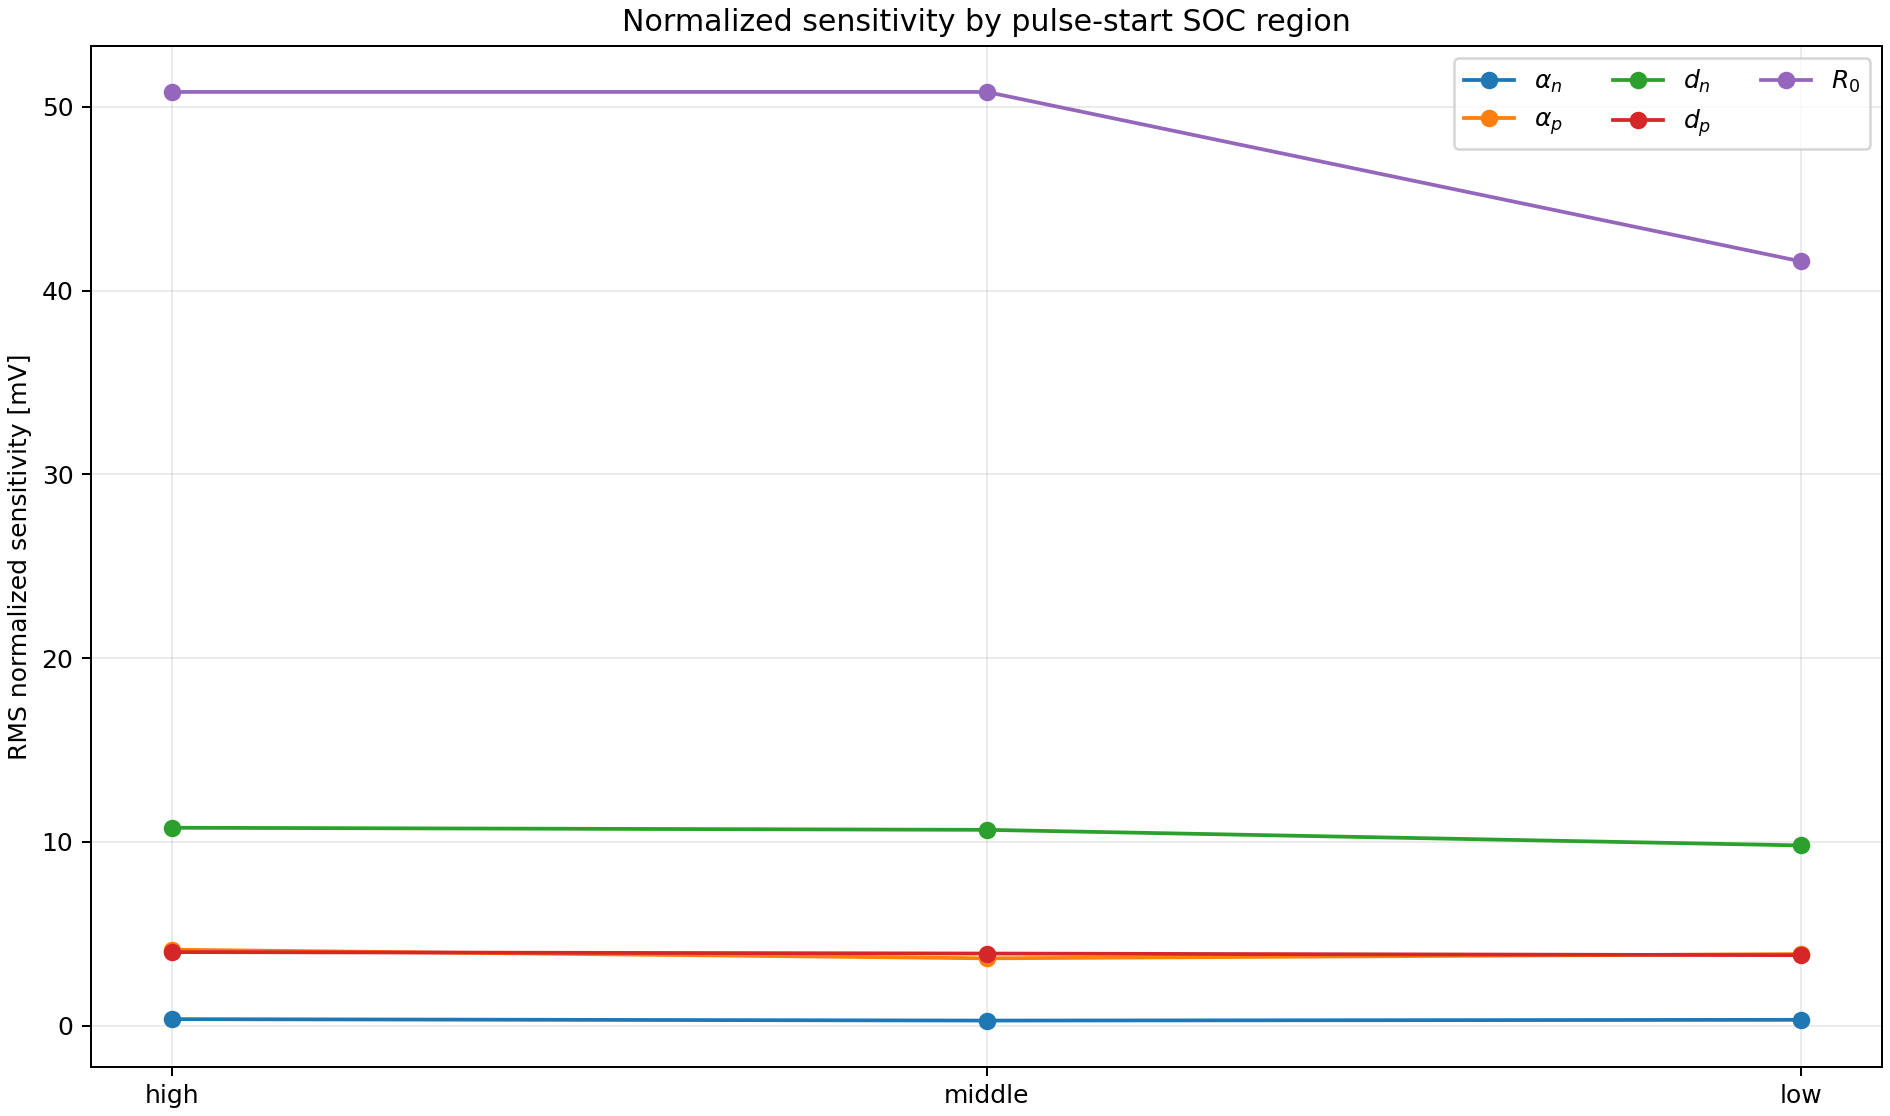 Normalized sensitivity by pulse-start SOC region
αₙ
αₚ
dₙ
dₚ
R₀
RMS normalized sensitivity [mV]
50
40
30
20
10
0
high middle low